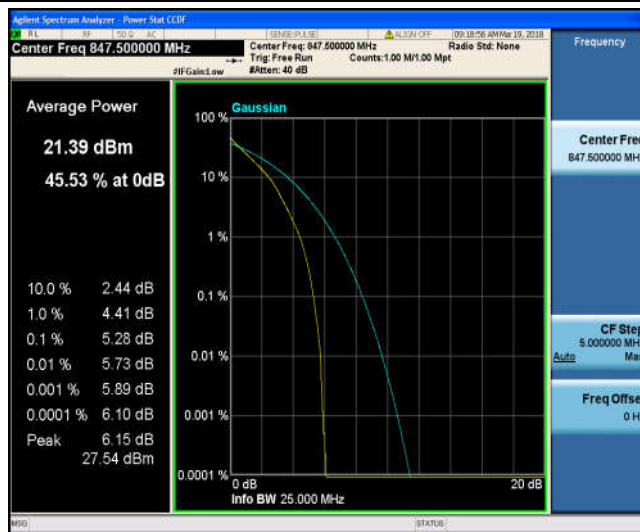 Agilent Spectrum Analyzer - Power Stat CCDF
RL RF 50 Ω AC SENSE:PULSE ALIGN OFF 09:18:56 AM Mar 19, 2018
Center Freq 847.500000 MHz
Center Freq: 847.500000 MHz Radio Std: None
Trig: Free Run Counts:1.00 M/1.00 Mpt
#IFGain:Low #Atten: 40 dB
Frequency
Average Power
21.39 dBm
45.53 % at 0dB
10.0 % 2.44 dB
1.0 % 4.41 dB
0.1 % 5.28 dB
0.01 % 5.73 dB
0.001 % 5.89 dB
0.0001 % 6.10 dB
Peak 6.15 dB
27.54 dBm
Gaussian
100 %
10 %
1 %
0.1 %
0.01 %
0.001 %
0.0001 %
0 dB 20 dB
Info BW 25.000 MHz
Center Fre
847.500000 MH
CF Step
5.000000 MH
Auto Ma
Freq Offse
0 H
MSG STATUS